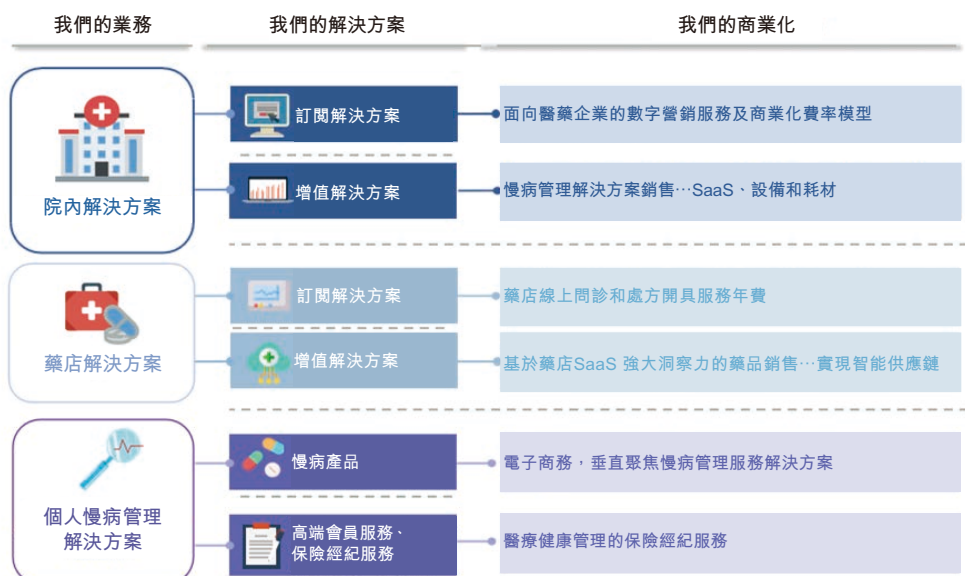 我們的業務
我們的解決方案
我們的商業化
院內解決方案
訂閱解決方案
面向醫藥企業的數字營銷服務及商業化費率模型
增值解決方案
慢病管理解決方案銷售…SaaS、設備和耗材
藥店解決方案
訂閱解決方案
藥店線上問診和處方開具服務年費
增值解決方案
基於藥店SaaS 強大洞察力的藥品銷售…實現智能供應鏈
個人慢病管理
解決方案
慢病產品
電子商務，垂直聚焦慢病管理服務解決方案
高端會員服務、
保險經紀服務
醫療健康管理的保險經紀服務